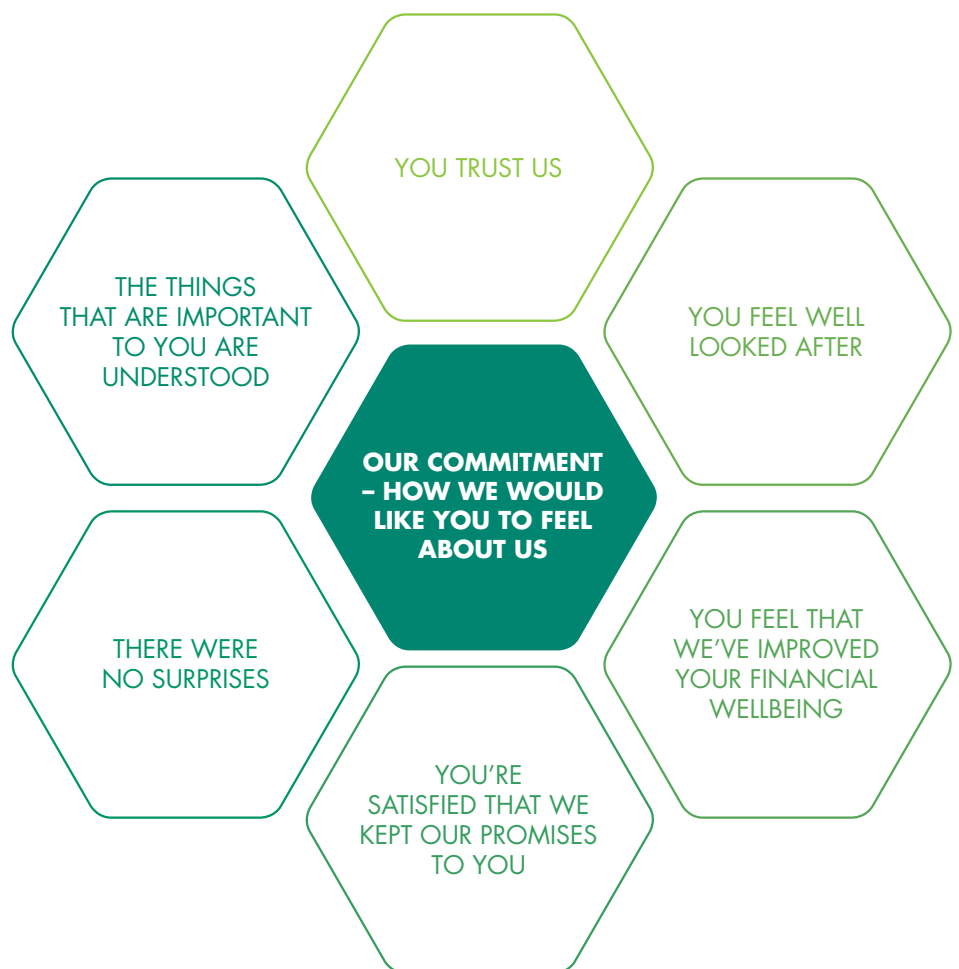 YOU TRUST US
THE THINGS
THAT ARE IMPORTANT
TO YOU ARE
UNDERSTOOD
YOU FEEL WELL
LOOKED AFTER
OUR COMMITMENT
– HOW WE WOULD
LIKE YOU TO FEEL
ABOUT US
THERE WERE
NO SURPRISES
YOU FEEL THAT
WE’VE IMPROVED
YOUR FINANCIAL
WELLBEING
YOU’RE
SATISFIED THAT WE
KEPT OUR PROMISES
TO YOU